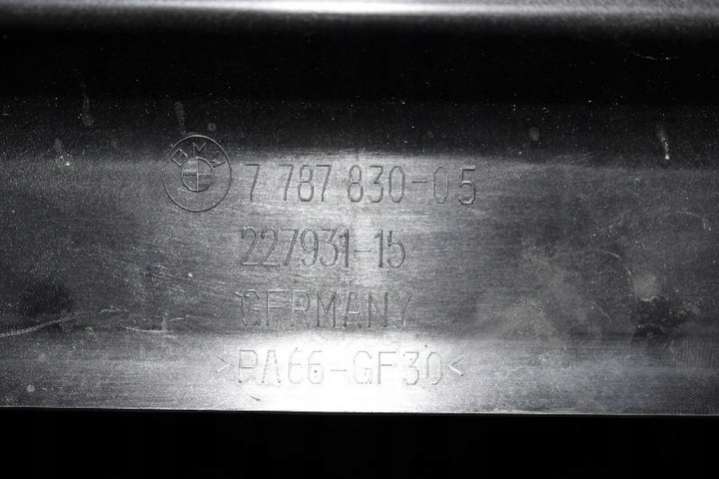 BMW 7 787 830-05
227931-15
GERMANY
>PA66-GF30<